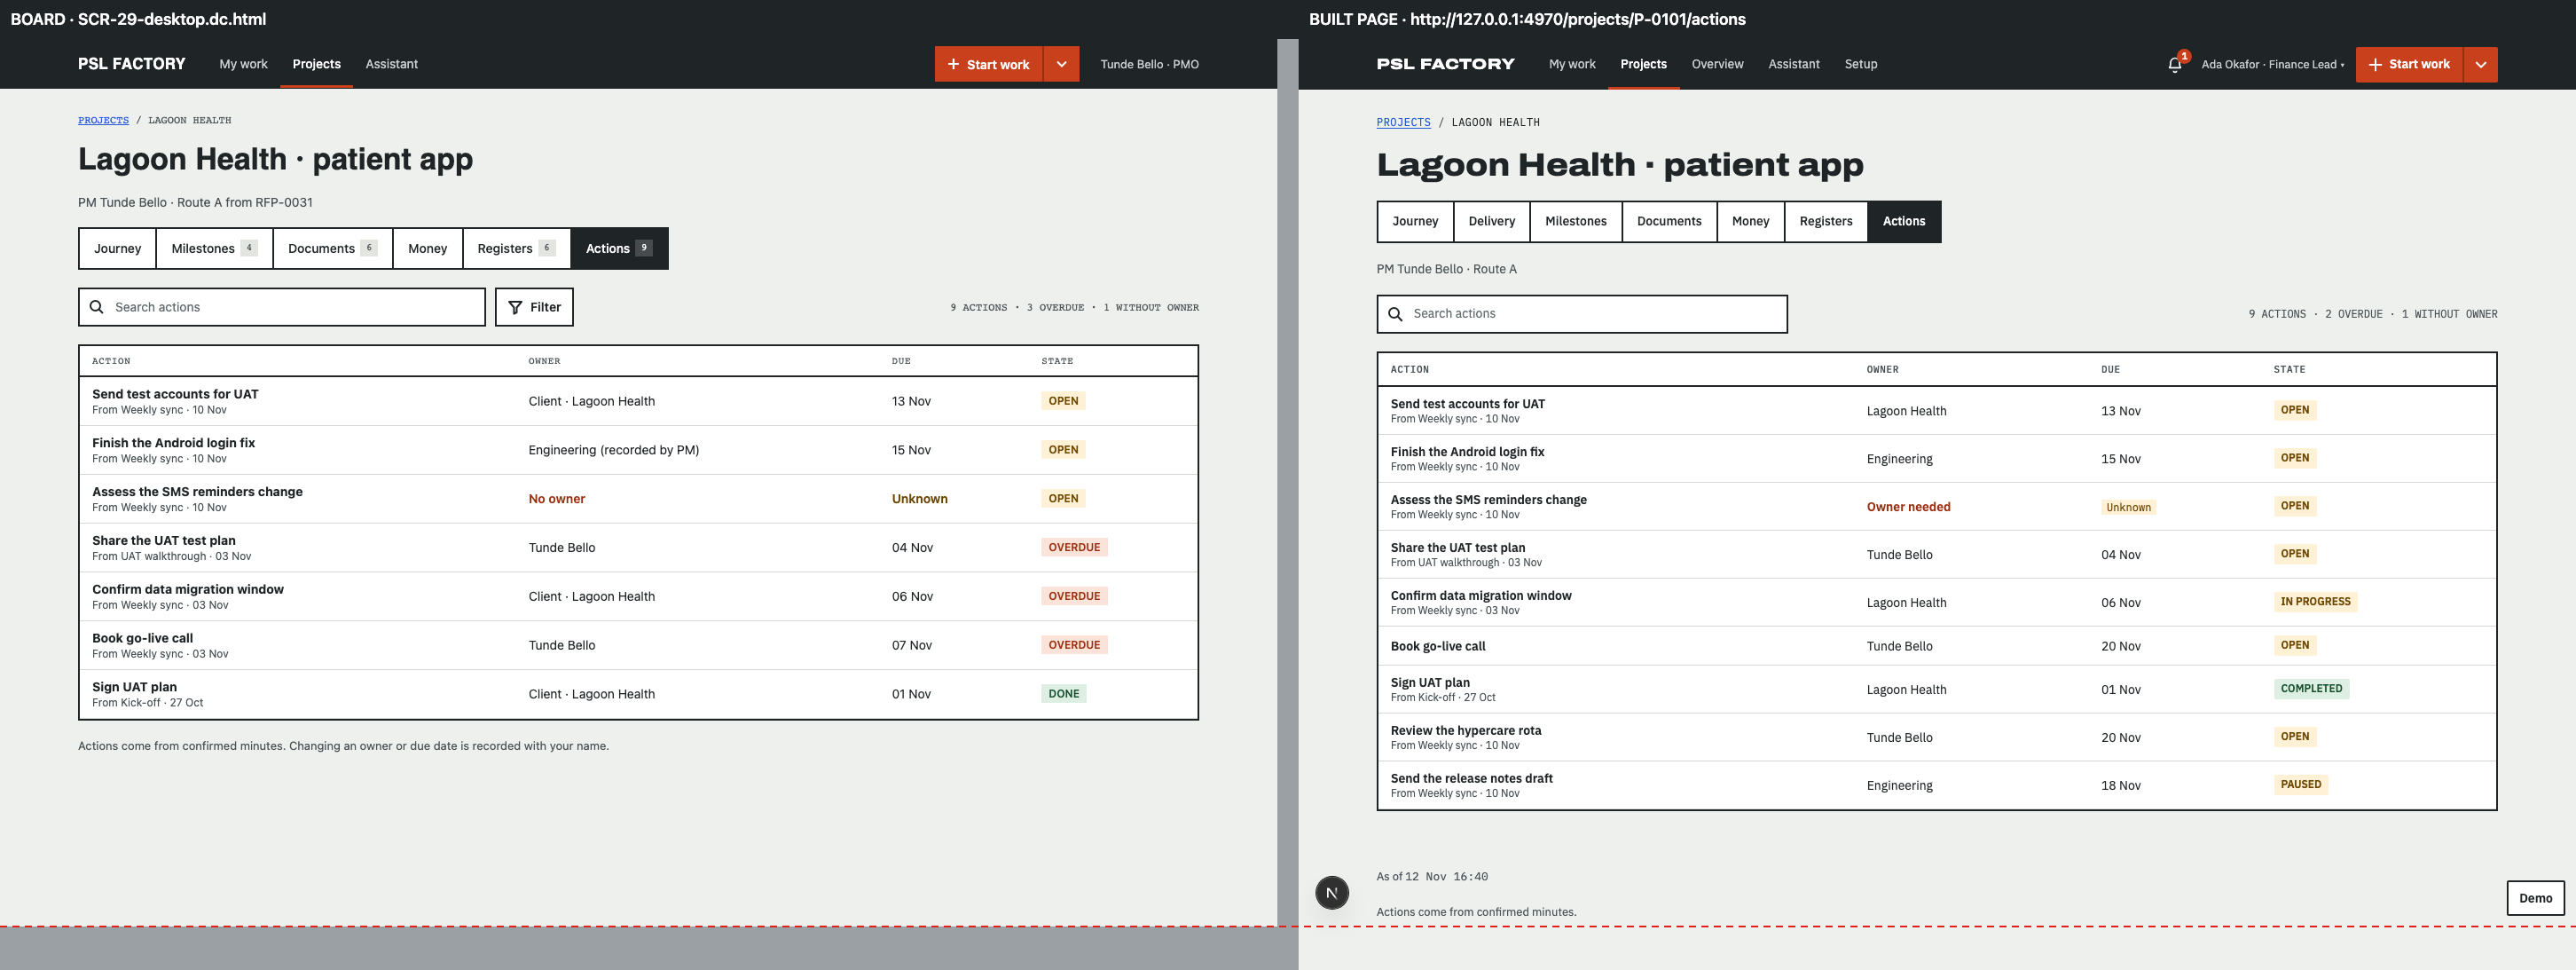 BOARD · SCR-29-desktop.dc.html
PSL FACTORY My work Projects Assistant + Start work Tunde Bello · PMO
PROJECTS / LAGOON HEALTH
Lagoon Health · patient app
PM Tunde Bello · Route A from RFP-0031
Journey Milestones 4 Documents 6 Money Registers 6 Actions 9
Search actions Filter 9 ACTIONS · 3 OVERDUE · 1 WITHOUT OWNER
ACTION OWNER DUE STATE
Send test accounts for UAT
From Weekly sync · 10 Nov
Client · Lagoon Health 13 Nov OPEN
Finish the Android login fix
From Weekly sync · 10 Nov
Engineering (recorded by PM) 15 Nov OPEN
Assess the SMS reminders change
From Weekly sync · 10 Nov
No owner Unknown OPEN
Share the UAT test plan
From UAT walkthrough · 03 Nov
Tunde Bello 04 Nov OVERDUE
Confirm data migration window
From Weekly sync · 03 Nov
Client · Lagoon Health 06 Nov OVERDUE
Book go-live call
From Weekly sync · 03 Nov
Tunde Bello 07 Nov OVERDUE
Sign UAT plan
From Kick-off · 27 Oct
Client · Lagoon Health 01 Nov DONE
Actions come from confirmed minutes. Changing an owner or due date is recorded with your name.
BUILT PAGE · http://127.0.0.1:4970/projects/P-0101/actions
PSL FACTORY My work Projects Overview Assistant Setup 1 Ada Okafor · Finance Lead + Start work
PROJECTS / LAGOON HEALTH
Lagoon Health · patient app
Journey Delivery Milestones Documents Money Registers Actions
PM Tunde Bello · Route A
Search actions 9 ACTIONS · 2 OVERDUE · 1 WITHOUT OWNER
ACTION OWNER DUE STATE
Send test accounts for UAT
From Weekly sync · 10 Nov
Lagoon Health 13 Nov OPEN
Finish the Android login fix
From Weekly sync · 10 Nov
Engineering 15 Nov OPEN
Assess the SMS reminders change
From Weekly sync · 10 Nov
Owner needed Unknown OPEN
Share the UAT test plan
From UAT walkthrough · 03 Nov
Tunde Bello 04 Nov OPEN
Confirm data migration window
From Weekly sync · 03 Nov
Lagoon Health 06 Nov IN PROGRESS
Book go-live call
Tunde Bello 20 Nov OPEN
Sign UAT plan
From Kick-off · 27 Oct
Lagoon Health 01 Nov COMPLETED
Review the hypercare rota
From Weekly sync · 10 Nov
Tunde Bello 20 Nov OPEN
Send the release notes draft
From Weekly sync · 10 Nov
Engineering 18 Nov PAUSED
As of 12 Nov 16:40
N
Demo
Actions come from confirmed minutes.